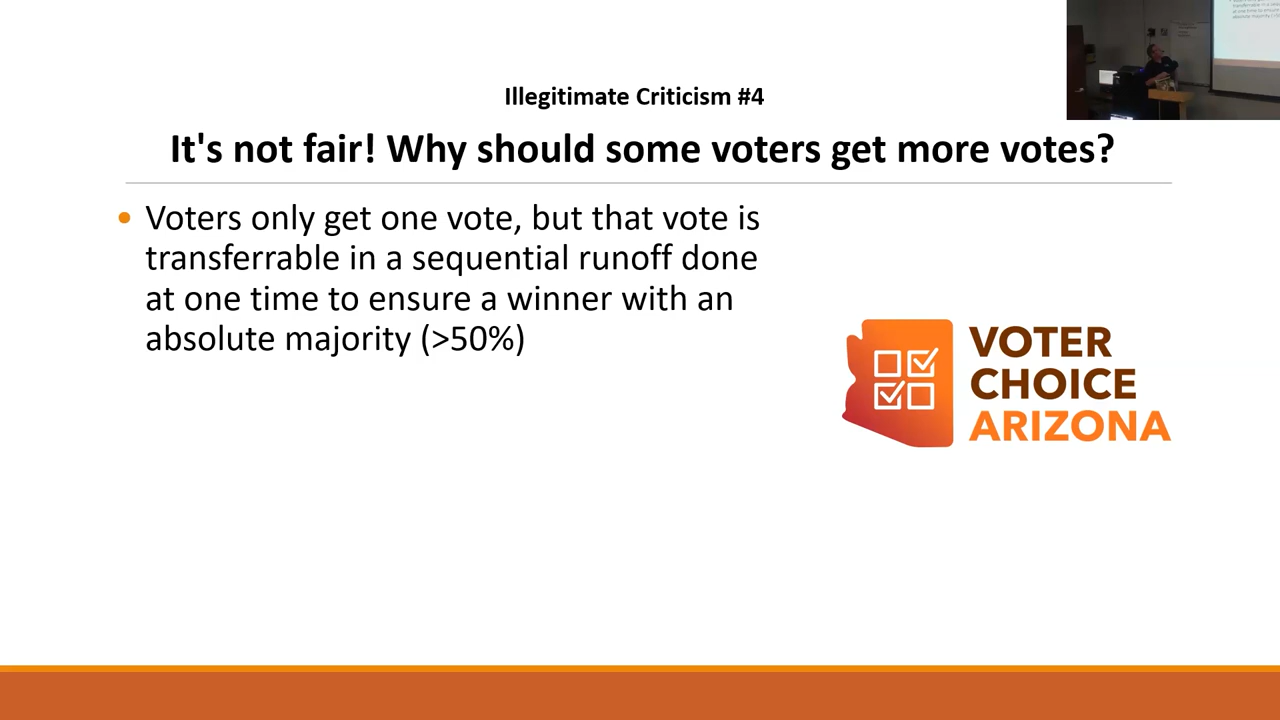 Illegitimate Criticism #4
It's not fair! Why should some voters get more votes?
• Voters only get one vote, but that vote is
transferrable in a sequential runoff done
at one time to ensure a winner with an
absolute majority (>50%)
VOTER
CHOICE
ARIZONA